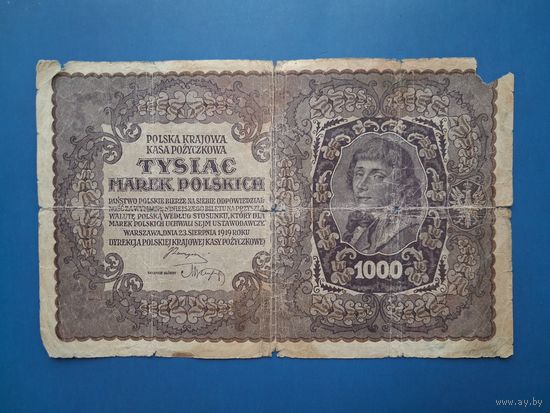 POLSKA KRAJOWA
KASA POŻYCZKOWA
TYSIĄC
MAREK POLSKICH
PAŃSTWO POLSKIE BIERZE NA SIEBIE ODPOWIEDZIAL-
NOŚĆ ZA WYMIANĘ NINIEJSZEGO BILETU NA PRZYSZŁĄ
WALUTĘ POLSKĄ WEDŁUG STOSUNKU, KTÓRY DLA
MAREK POLSKICH UCHWALI SEJM USTAWODAWCZY.
WARSZAWA, DNIA 23. SIERPNIA 1919 ROKU
DYREKCJA POLSKIEJ KRAJOWEJ KASY POŻYCZKOWEJ
1000
www.ay.by